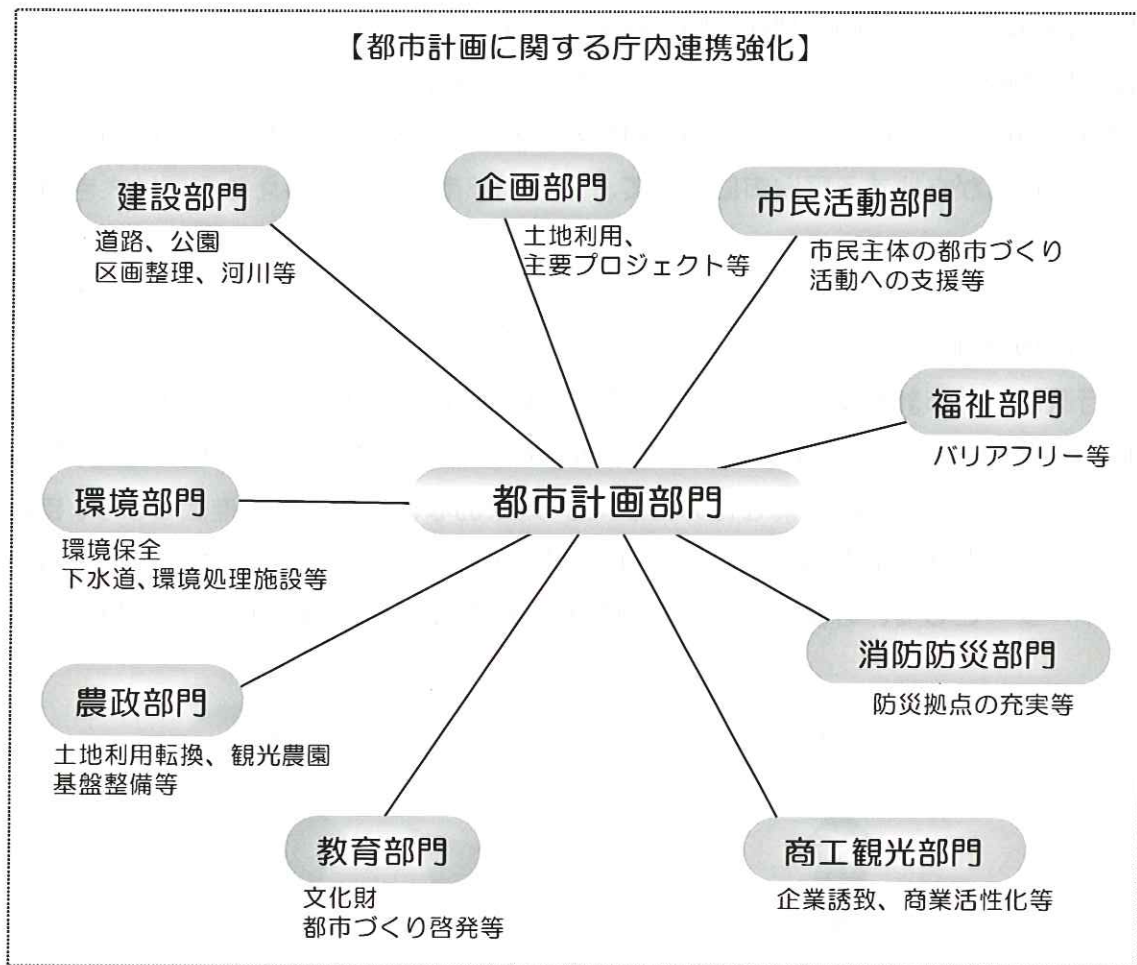 【都市計画に関する庁内連携強化】
建設部門
道路、公園
区画整理、河川等
企画部門
土地利用、
主要プロジェクト等
市民活動部門
市民主体の都市づくり
活動への支援等
福祉部門
バリアフリー等
都市計画部門
環境部門
環境保全
下水道、環境処理施設等
消防防災部門
防災拠点の充実等
農政部門
土地利用転換、観光農園
基盤整備等
教育部門
文化財
都市づくり啓発等
商工観光部門
企業誘致、商業活性化等